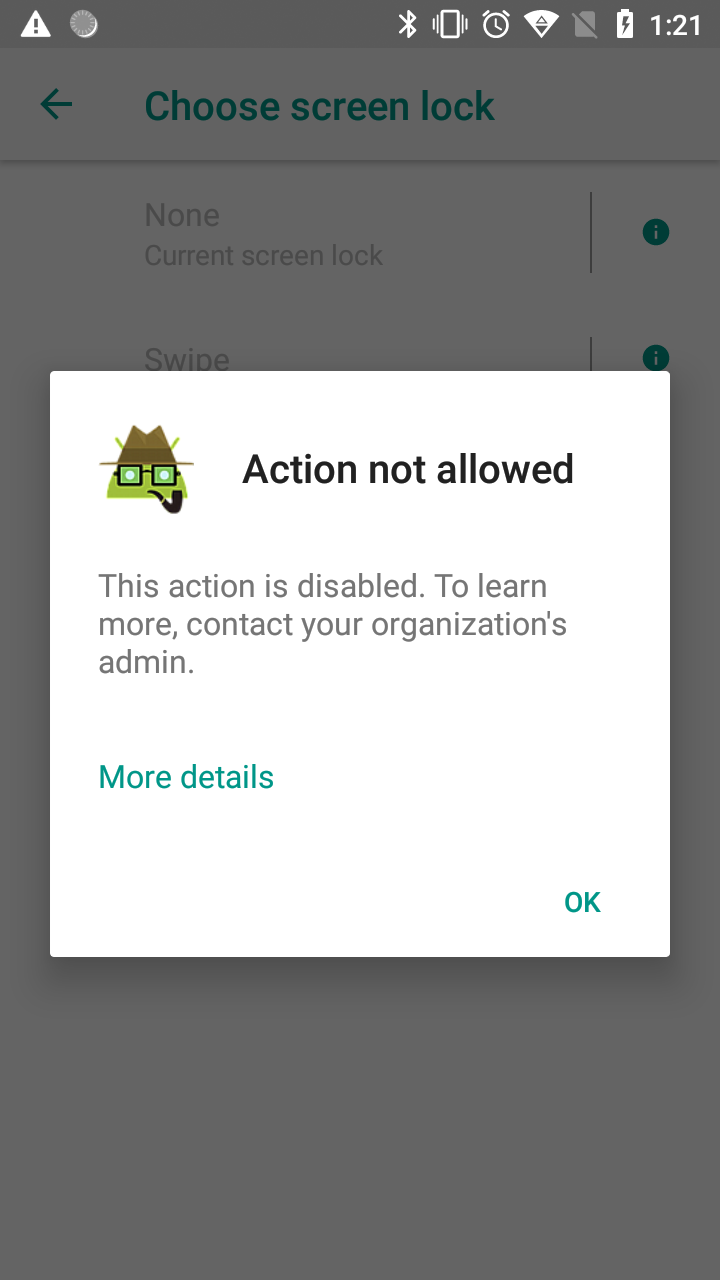 1:21
Choose screen lock
None
Current screen lock
Swipe
Action not allowed
This action is disabled. To learn
more, contact your organization's
admin.
More details
OK